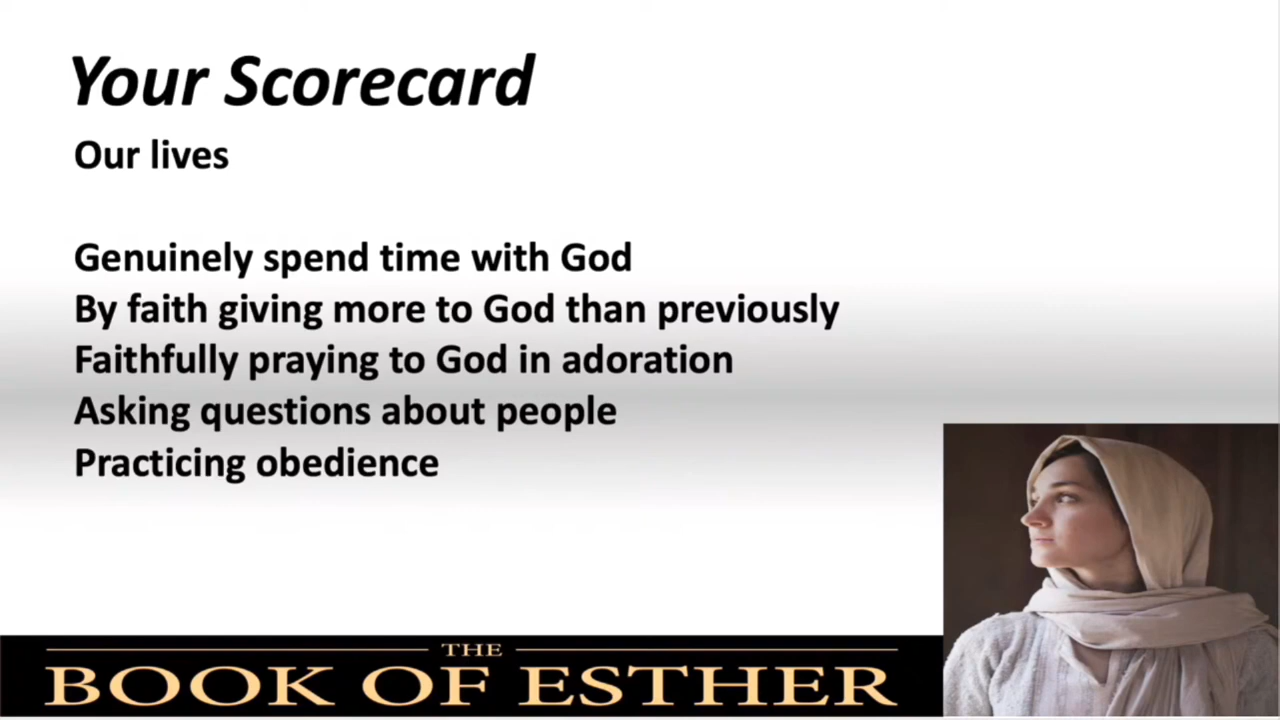 Your Scorecard
Our lives
Genuinely spend time with God
By faith giving more to God than previously
Faithfully praying to God in adoration
Asking questions about people
Practicing obedience
THE
BOOK OF ESTHER